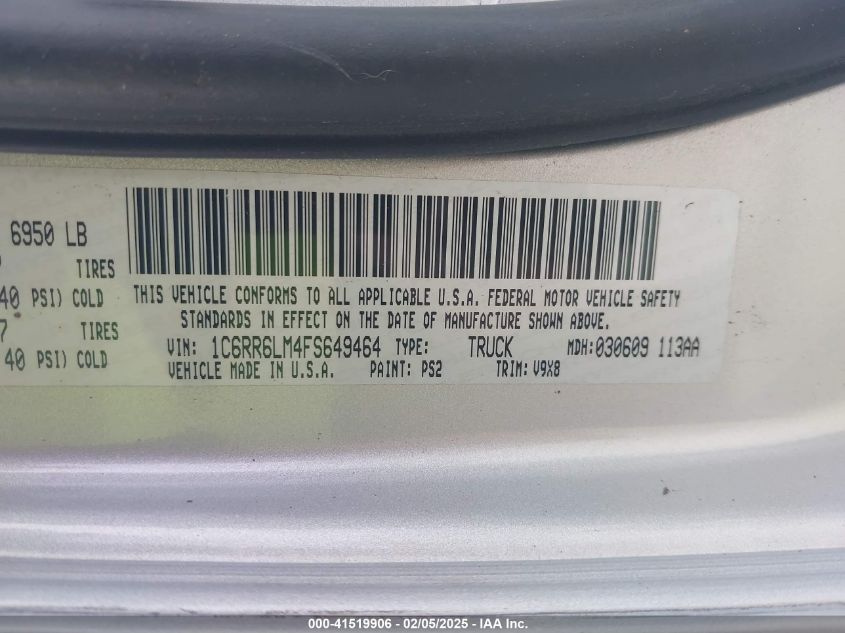 6950 LB
TIRES
40 PSI) COLD
7 TIRES
40 PSI) COLD
THIS VEHICLE CONFORMS TO ALL APPLICABLE U.S.A. FEDERAL MOTOR VEHICLE SAFETY
STANDARDS IN EFFECT ON THE DATE OF MANUFACTURE SHOWN ABOVE.
VIN: 1C6RR6LM4FS649464 TYPE: TRUCK MDH:030609 113AA
VEHICLE MADE IN U.S.A. PAINT: PS2 TRIM: V9X8
000-41519906 - 02/05/2025 - IAA Inc.